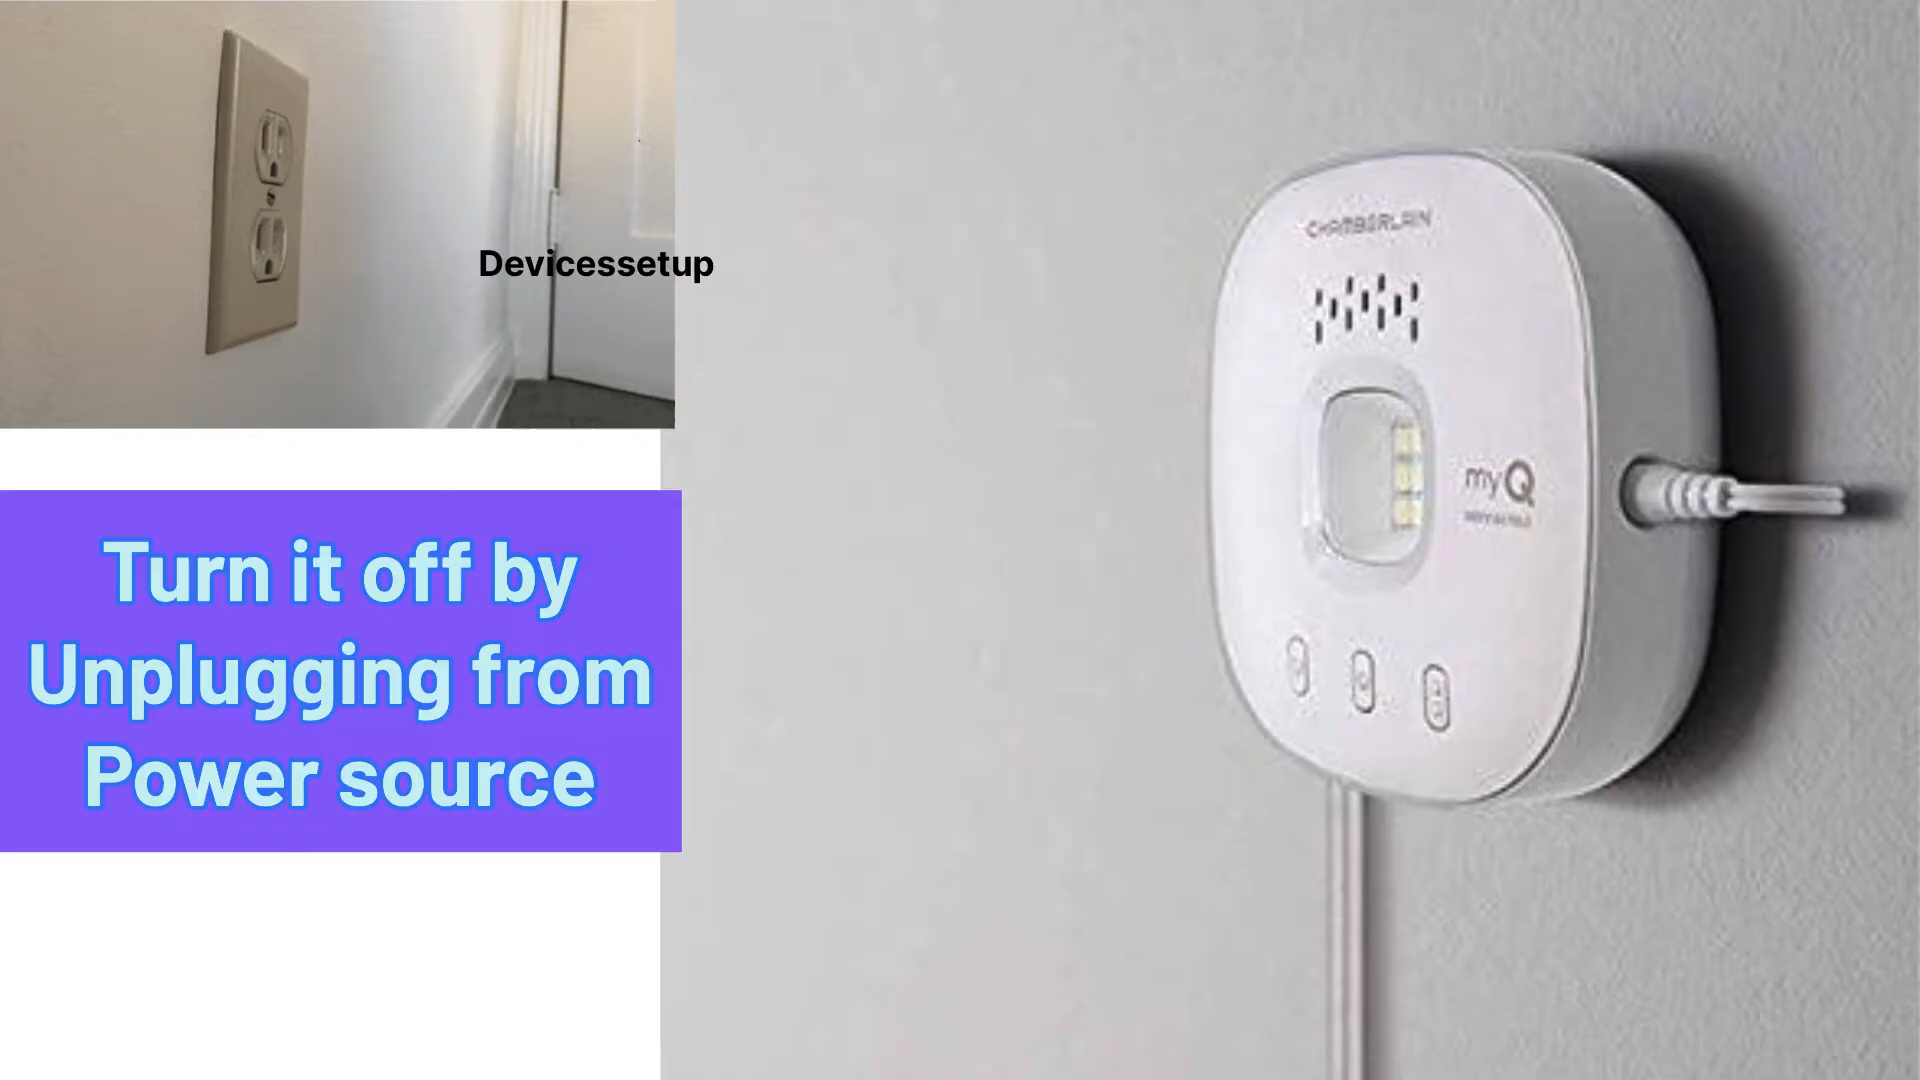 Devicessetup
CHAMBERLAIN
myQ
Turn it off by
Unplugging from
Power source